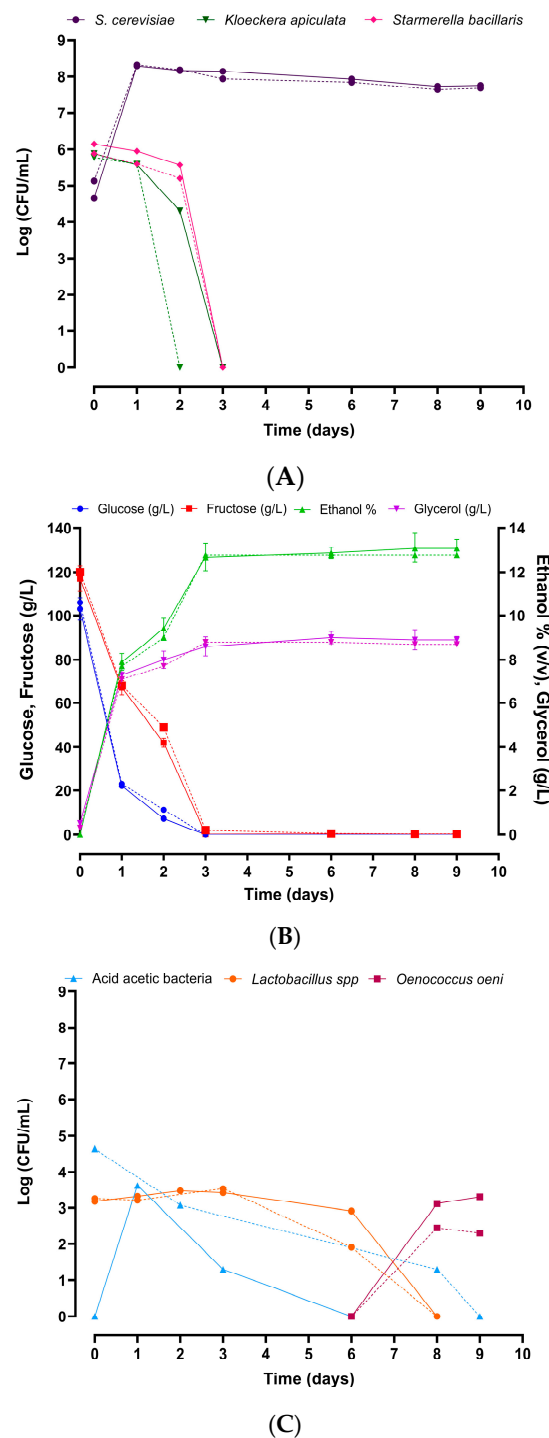 S. cerevisiae Kloeckera apiculata Starmerella bacillaris
9
8
7
6
5
4
3
2
1
0
Log (CFU/mL)
0 1 2 3 4 5 6 7 8 9 10
Time (days)
(A)
Glucose (g/L) Fructose (g/L) Ethanol % Glycerol (g/L)
140
120
100
80
60
40
20
0
Glucose, Fructose (g/L)
14
12
10
8
6
4
2
0
Ethanol % (v/v), Glycerol (g/L)
0 1 2 3 4 5 6 7 8 9 10
Time (days)
(B)
Acid acetic bacteria Lactobacillus spp Oenococcus oeni
9
8
7
6
5
4
3
2
1
0
Log (CFU/mL)
0 1 2 3 4 5 6 7 8 9 10
Time (days)
(C)